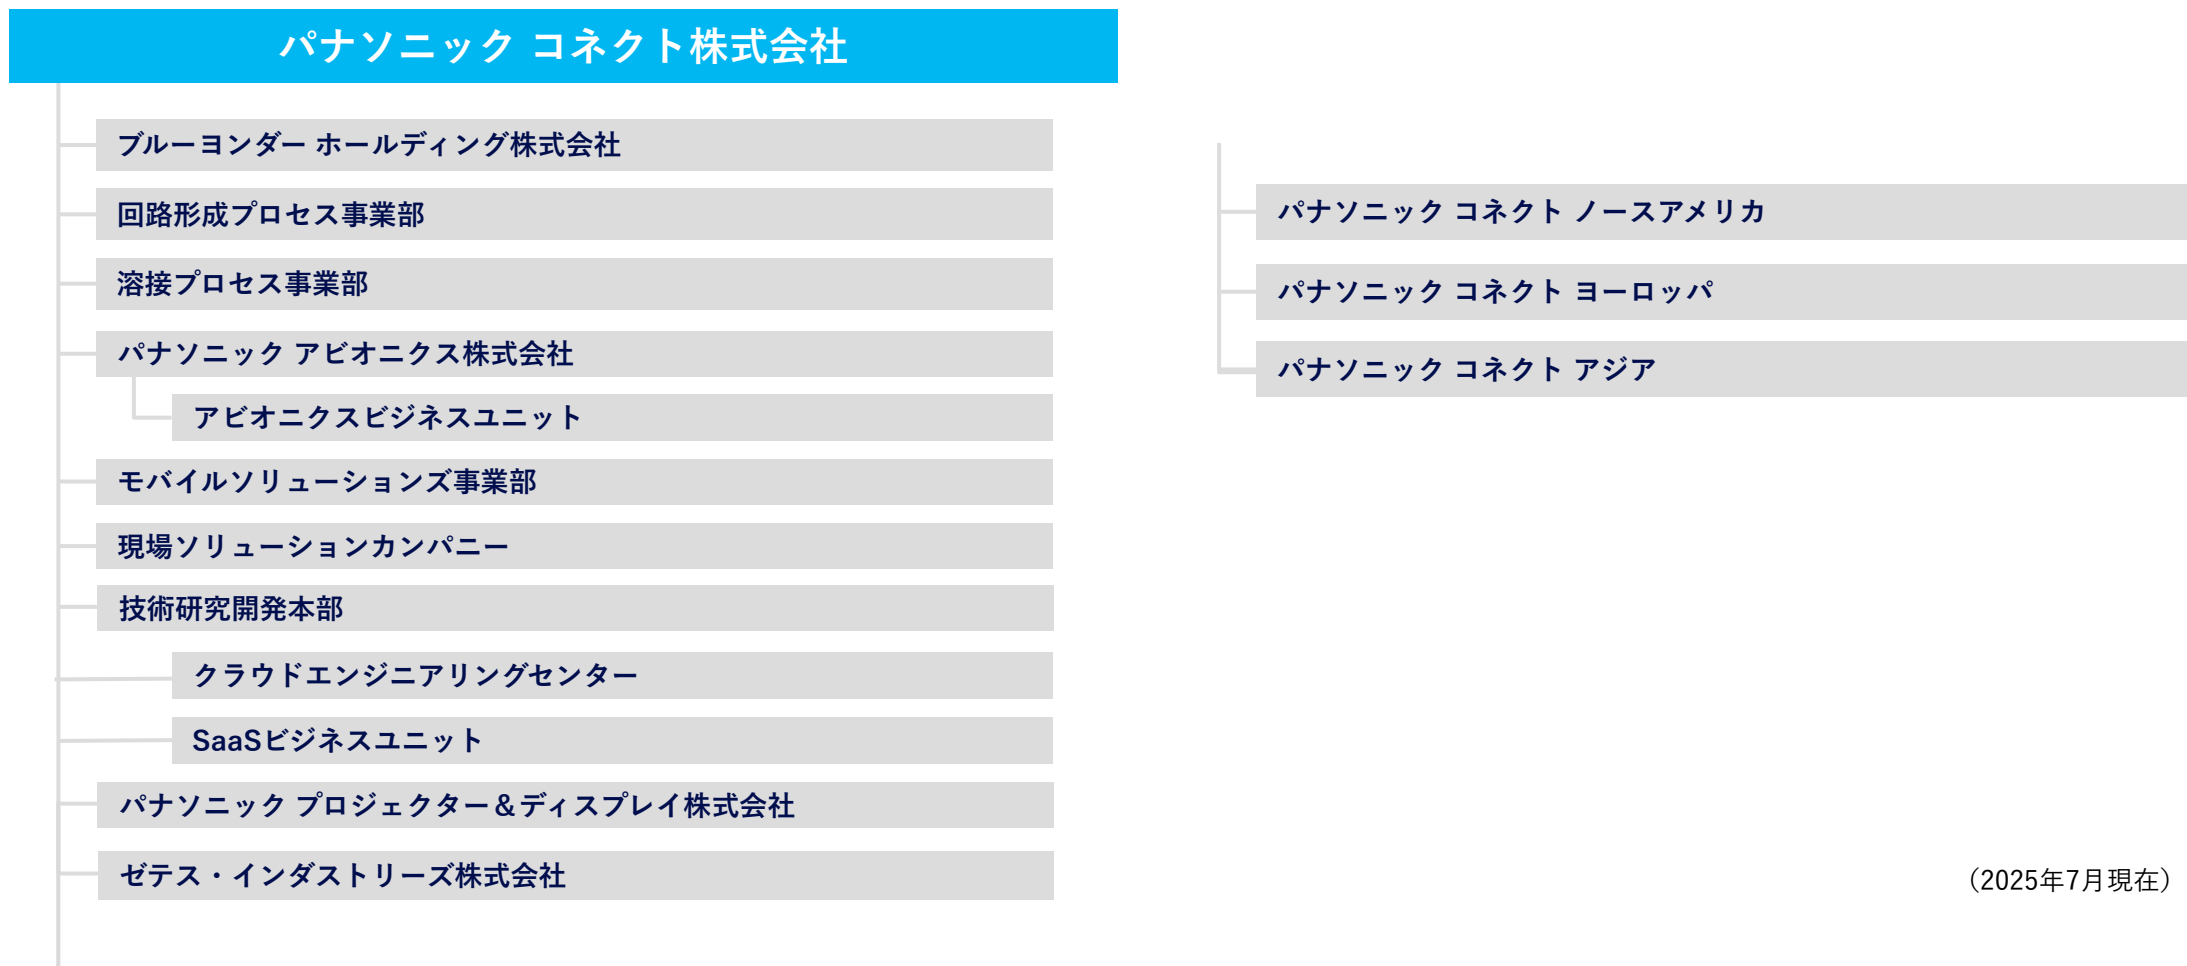 パナソニック コネクト株式会社
ブルーヨンダー ホールディング株式会社
回路形成プロセス事業部
溶接プロセス事業部
パナソニック アビオニクス株式会社
アビオニクスビジネスユニット
モバイルソリューションズ事業部
現場ソリューションカンパニー
技術研究開発本部
クラウドエンジニアリングセンター
SaaSビジネスユニット
パナソニック プロジェクター＆ディスプレイ株式会社
ゼテス・インダストリーズ株式会社
パナソニック コネクト ノースアメリカ
パナソニック コネクト ヨーロッパ
パナソニック コネクト アジア
（2025年7月現在）